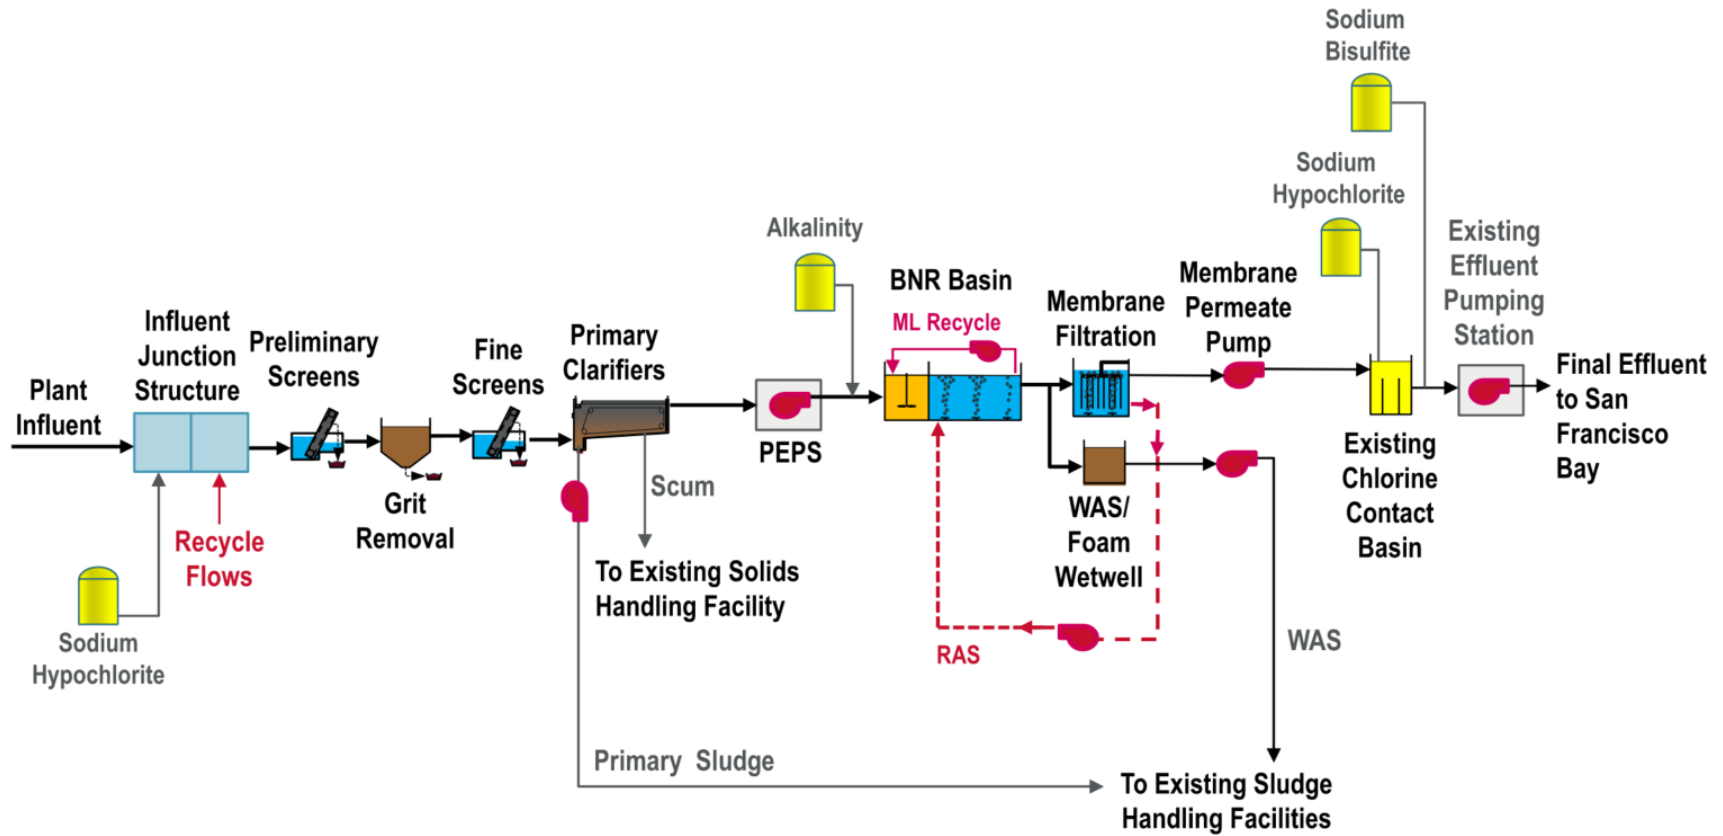 Sodium
Bisulfite
Sodium
Hypochlorite
Alkalinity
Existing
Effluent
Pumping
Station
BNR Basin
ML Recycle
Membrane
Filtration
Membrane
Permeate
Pump
Influent
Junction
Structure
Preliminary
Screens
Fine
Screens
Primary
Clarifiers
Plant
Influent
PEPS
Final Effluent
to San
Francisco
Bay
Existing
Chlorine
Contact
Basin
Grit
Removal
Scum
WAS/
Foam
Wetwell
Recycle
Flows
To Existing Solids
Handling Facility
Sodium
Hypochlorite
RAS
WAS
Primary Sludge
To Existing Sludge
Handling Facilities